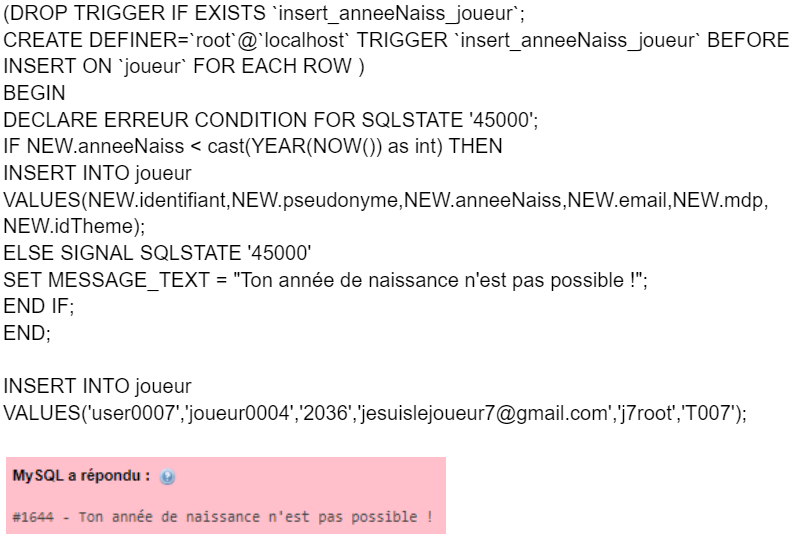 (DROP TRIGGER IF EXISTS `insert_anneeNaiss_joueur`;
CREATE DEFINER=`root`@`localhost` TRIGGER `insert_anneeNaiss_joueur` BEFORE
INSERT ON `joueur` FOR EACH ROW )
BEGIN
DECLARE ERREUR CONDITION FOR SQLSTATE '45000';
IF NEW.anneeNaiss < cast(YEAR(NOW()) as int) THEN
INSERT INTO joueur
VALUES(NEW.identifiant,NEW.pseudonyme,NEW.anneeNaiss,NEW.email,NEW.mdp,
NEW.idTheme);
ELSE SIGNAL SQLSTATE '45000'
SET MESSAGE_TEXT = "Ton année de naissance n'est pas possible !";
END IF;
END;
INSERT INTO joueur
VALUES('user0007','joueur0004','2036','jesuislejoueur7@gmail.com','j7root','T007');
MySQL a répondu :
#1644 - Ton année de naissance n'est pas possible !